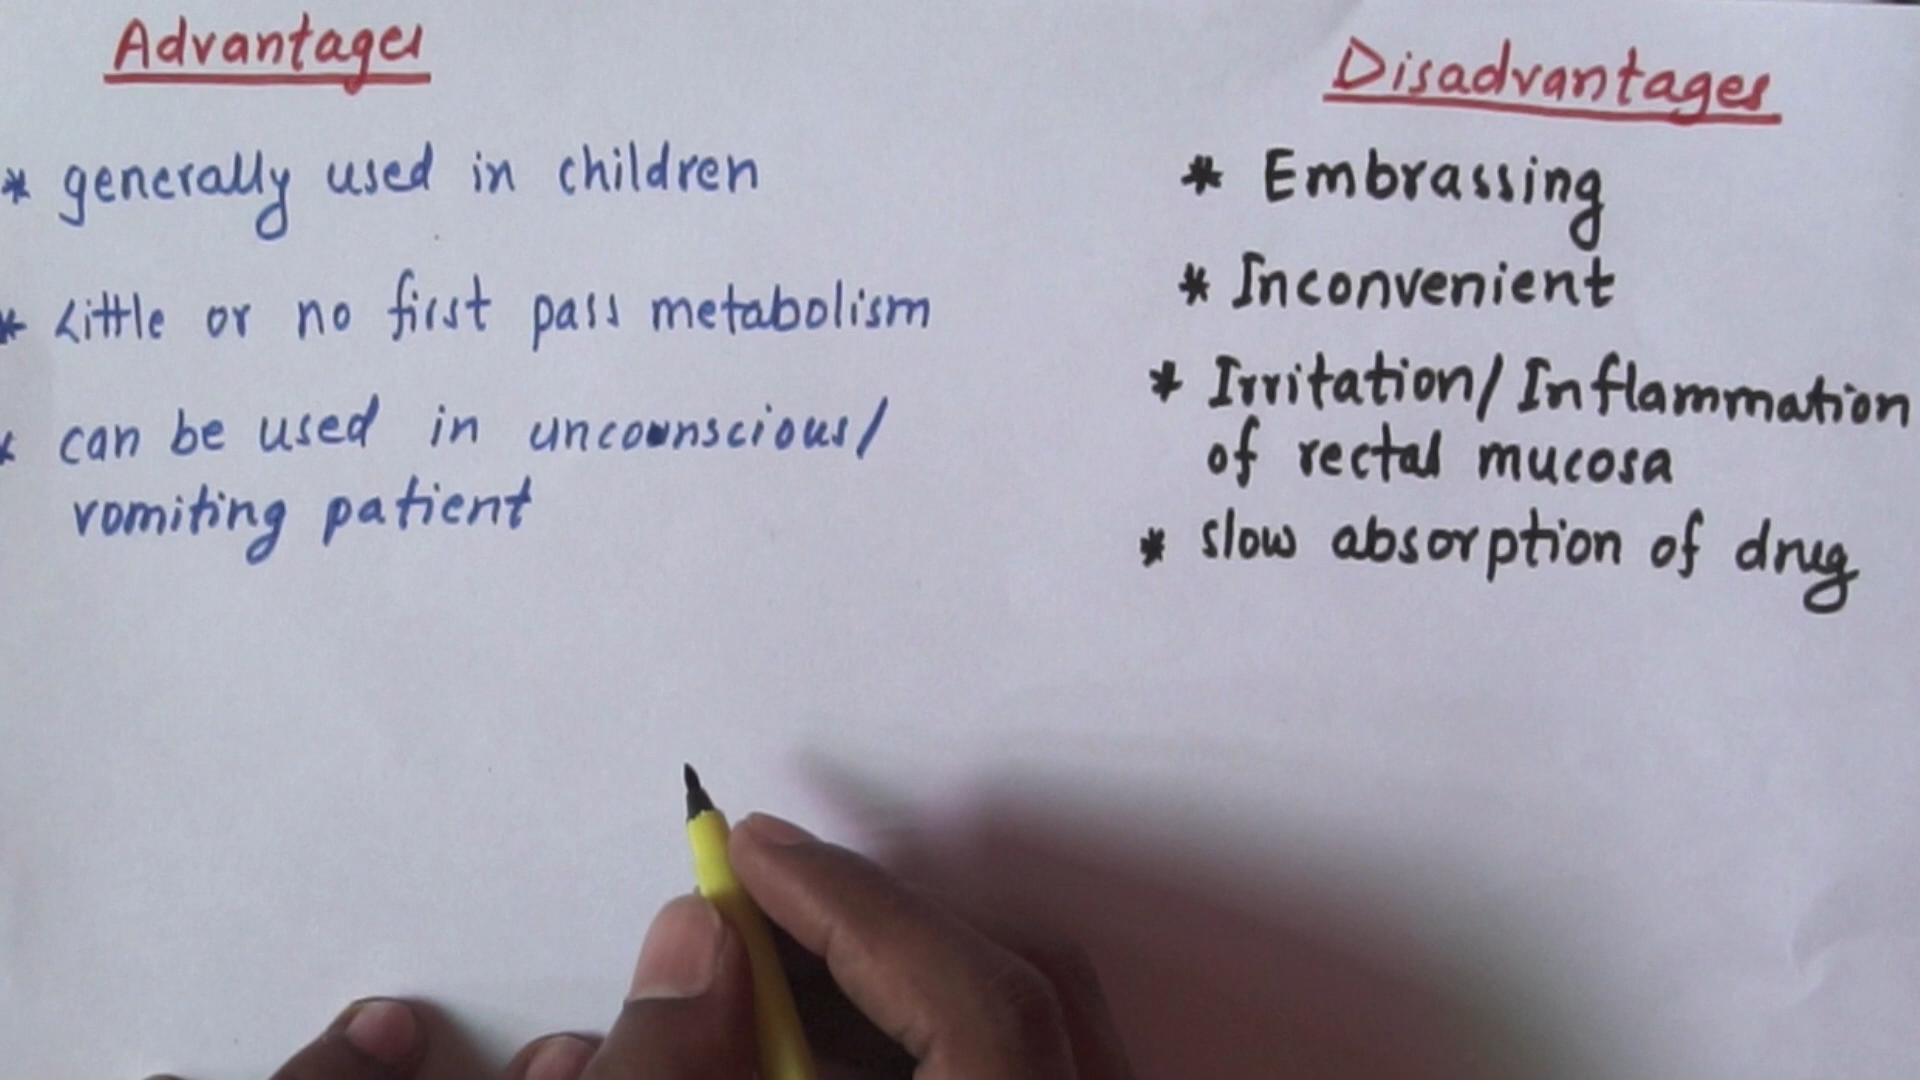 Advantages
* generally used in children
* Little or no first pass metabolism
* can be used in unconscious/
vomiting patient
Disadvantages
* Embrassing
* Inconvenient
* Irritation/Inflammation
of rectal mucosa
* slow absorption of drug